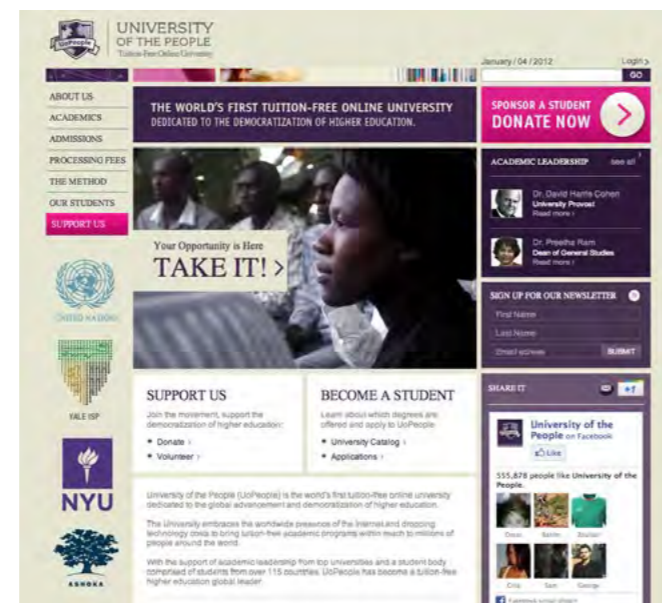 UoPeople
UNIVERSITY
OF THE PEOPLE
Tuition-Free Online University
January / 04 / 2012
Login >
GO
ABOUT US
ACADEMICS
ADMISSIONS
PROCESSING FEES
THE METHOD
OUR STUDENTS
SUPPORT US
UNITED NATIONS
YALE ISP
NYU
ASHOKA
THE WORLD'S FIRST TUITION-FREE ONLINE UNIVERSITY
DEDICATED TO THE DEMOCRATIZATION OF HIGHER EDUCATION.
Your Opportunity is Here
TAKE IT! >
SUPPORT US
Join the movement, support the
democratization of higher education:
• Donate ›
• Volunteer ›
BECOME A STUDENT
Learn about which degrees are
offered and apply to UoPeople:
• University Catalog ›
• Applications ›
University of the People (UoPeople) is the world's first tuition-free online university
dedicated to the global advancement and democratization of higher education.
The University embraces the worldwide presence of the Internet and dropping
technology costs to bring tuition-free academic programs within reach to millions of
people around the world.
With the support of academic leadership from top universities and a student body
comprised of students from over 115 countries, UoPeople has become a tuition-free
higher education global leader.
SPONSOR A STUDENT
DONATE NOW
ACADEMIC LEADERSHIP
see all ›
Dr. David Harris Cohen
University Provost
Read more ›
Dr. Preetha Ram
Dean of General Studies
Read more ›
SIGN UP FOR OUR NEWSLETTER
First Name
Last Name
Email address
SUBMIT
SHARE IT
+1
University of the
People on Facebook
Like
555,878 people like University of the
People.
Cria
Sam
George
Facebook social plugin